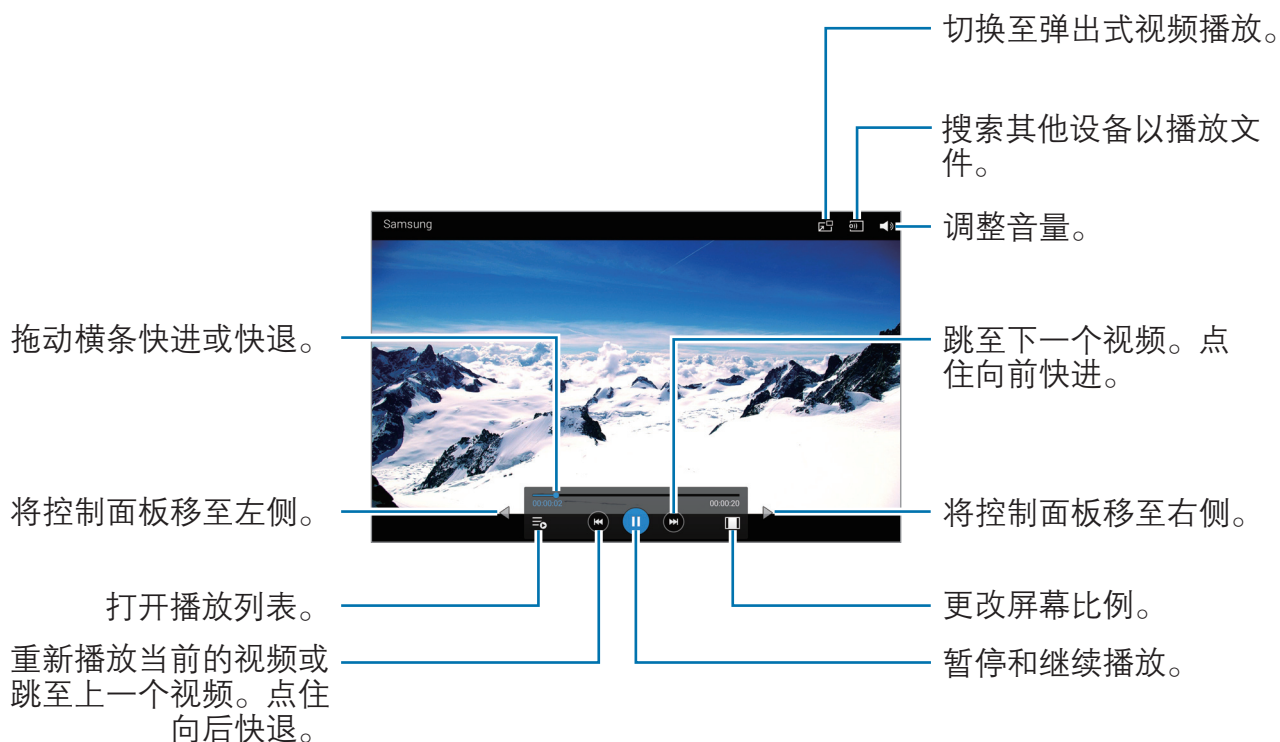 切换至弹出式视频播放。
搜索其他设备以播放文
件。
Samsung
调整音量。
拖动横条快进或快退。
跳至下一个视频。点
住向前快进。
00:00:02
00:00:20
将控制面板移至左侧。
将控制面板移至右侧。
打开播放列表。
更改屏幕比例。
重新播放当前的视频或
跳至上一个视频。点住
向后快退。
暂停和继续播放。